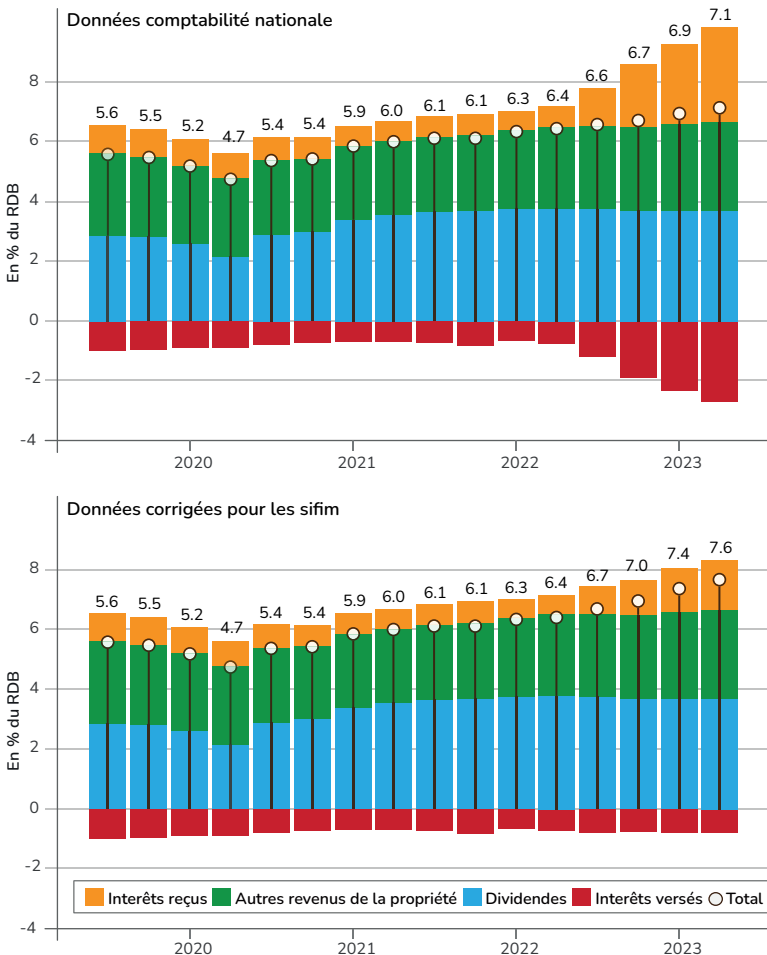 Données comptabilité nationale
En % du RDB
8
6
4
2
0
-2
-4
5.6 5.5 5.2 4.7 5.4 5.4 5.9 6.0 6.1 6.1 6.3 6.4 6.6 6.7 6.9 7.1
2020 2021 2022 2023
Données corrigées pour les sifim
En % du RDB
8
6
4
2
0
-2
-4
5.6 5.5 5.2 4.7 5.4 5.4 5.9 6.0 6.1 6.1 6.3 6.4 6.7 7.0 7.4 7.6
Interêts reçus Autres revenus de la propriété Dividendes Interêts versés Total
2020 2021 2022 2023